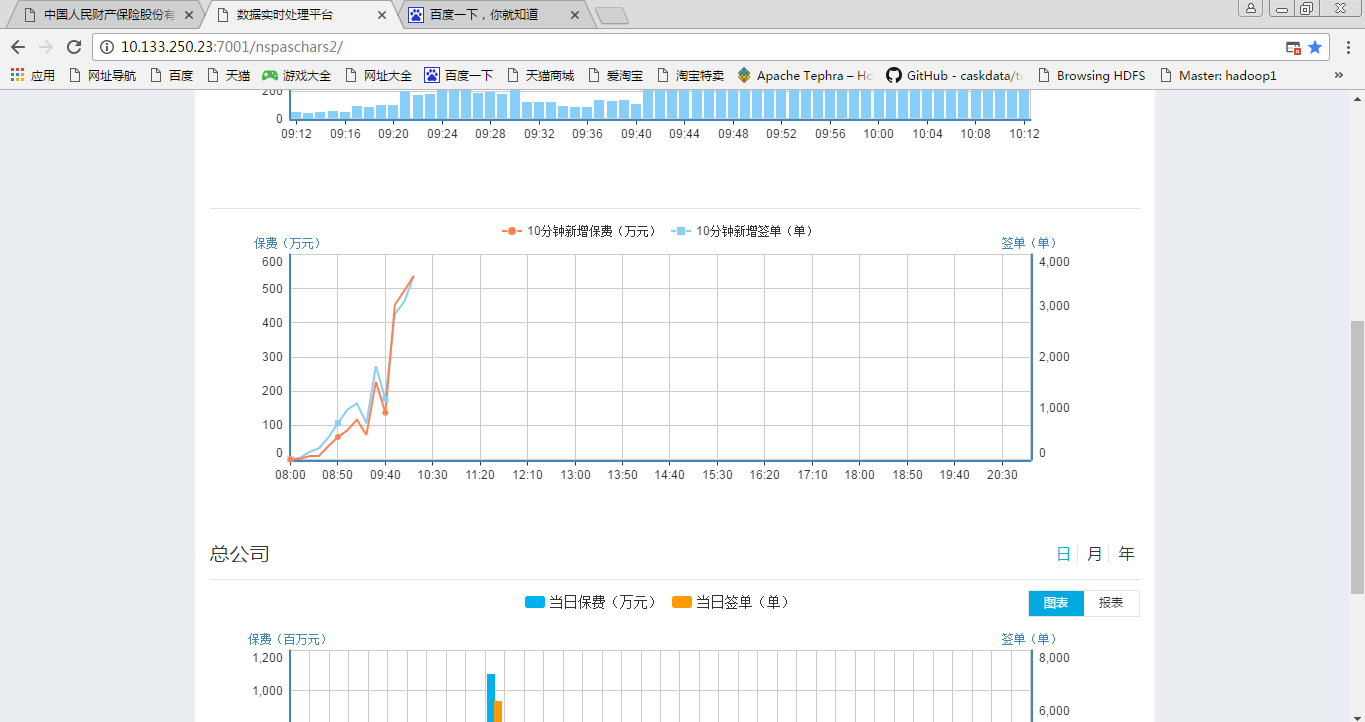 中国人民财产保险股份有 数据实时处理平台 百度一下，你就知道
10.133.250.23:7001/nspaschars2/
应用 网址导航 百度 天猫 游戏大全 网址大全 百度一下 天猫商城 爱淘宝 淘宝特卖 Apache Tephra – Ho GitHub - caskdata/te Browsing HDFS Master: hadoop1 »
200
0
09:12 09:16 09:20 09:24 09:28 09:32 09:36 09:40 09:44 09:48 09:52 09:56 10:00 10:04 10:08 10:12
10分钟新增保费（万元） 10分钟新增签单（单）
保费（万元） 签单（单）
600 4,000
500
3,000
400
300 2,000
200
1,000
100
0 0
08:00 08:50 09:40 10:30 11:20 12:10 13:00 13:50 14:40 15:30 16:20 17:10 18:00 18:50 19:40 20:30
总公司 日 月 年
当日保费（万元） 当日签单（单） 图表 报表
保费（百万元） 签单（单）
1,200 8,000
1,000
6,000